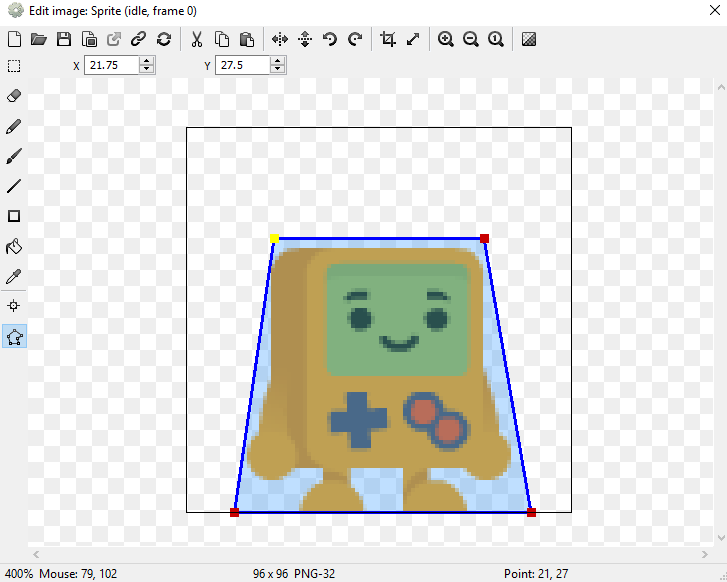 Edit image: Sprite (idle, frame 0)
X 21.75 Y 27.5
400% Mouse: 79, 102 96 x 96 PNG-32 Point: 21, 27